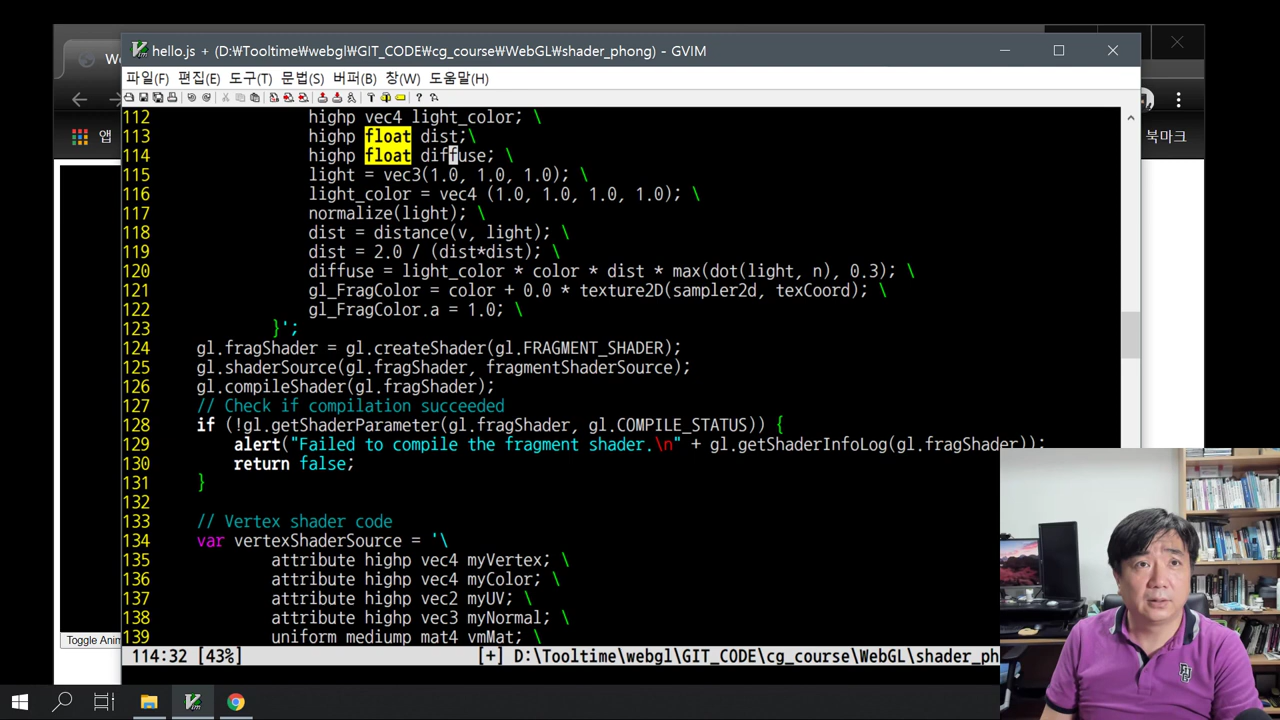 hello.js + (D:₩Tooltime₩webgl₩GIT_CODE₩cg_course₩WebGL₩shader_phong) - GVIM
파일(F) 편집(E) 도구(T) 문법(S) 버퍼(B) 창(W) 도움말(H)
앱
북마크
112 highp vec4 light_color; \
113 highp float dist;\
114 highp float diffuse; \
115 light = vec3(1.0, 1.0, 1.0); \
116 light_color = vec4 (1.0, 1.0, 1.0, 1.0); \
117 normalize(light); \
118 dist = distance(v, light); \
119 dist = 2.0 / (dist*dist); \
120 diffuse = light_color * color * dist * max(dot(light, n), 0.3); \
121 gl_FragColor = color + 0.0 * texture2D(sampler2d, texCoord); \
122 gl_FragColor.a = 1.0; \
123 }';
124 gl.fragShader = gl.createShader(gl.FRAGMENT_SHADER);
125 gl.shaderSource(gl.fragShader, fragmentShaderSource);
126 gl.compileShader(gl.fragShader);
127 // Check if compilation succeeded
128 if (!gl.getShaderParameter(gl.fragShader, gl.COMPILE_STATUS)) {
129 alert("Failed to compile the fragment shader.\n" + gl.getShaderInfoLog(gl.fragShader));
130 return false;
131 }
132
133 // Vertex shader code
134 var vertexShaderSource = '\
135 attribute highp vec4 myVertex; \
136 attribute highp vec4 myColor; \
137 attribute highp vec2 myUV; \
138 attribute highp vec3 myNormal; \
139 uniform mediump mat4 vmMat; \
Toggle Anim
114:32 [43%] [+] D:\Tooltime\webgl\GIT_CODE\cg_course\WebGL\shader_ph